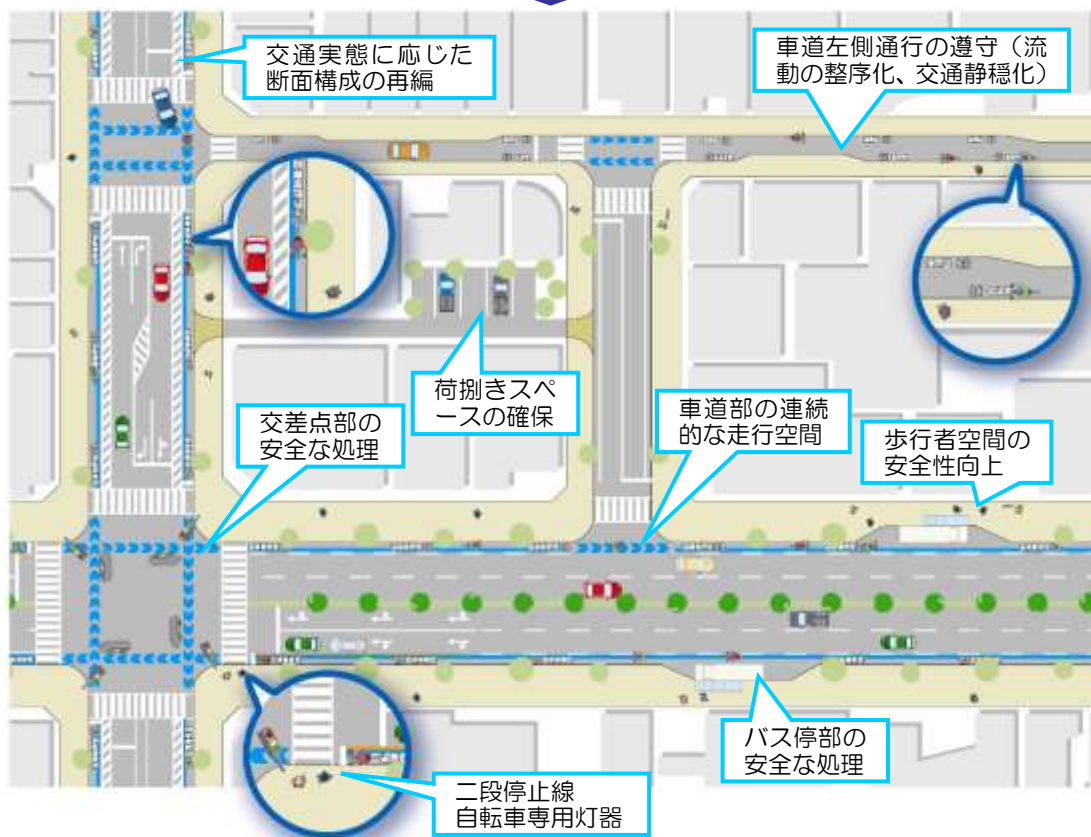 交通実態に応じた
断面構成の再編
車道左側通行の遵守（流
動の整序化、交通静穏化）
荷捌きスペ
ースの確保
交差点部の
安全な処理
車道部の連続
的な走行空間
歩行者空間の
安全性向上
バス停部の
安全な処理
二段停止線
自転車専用灯器